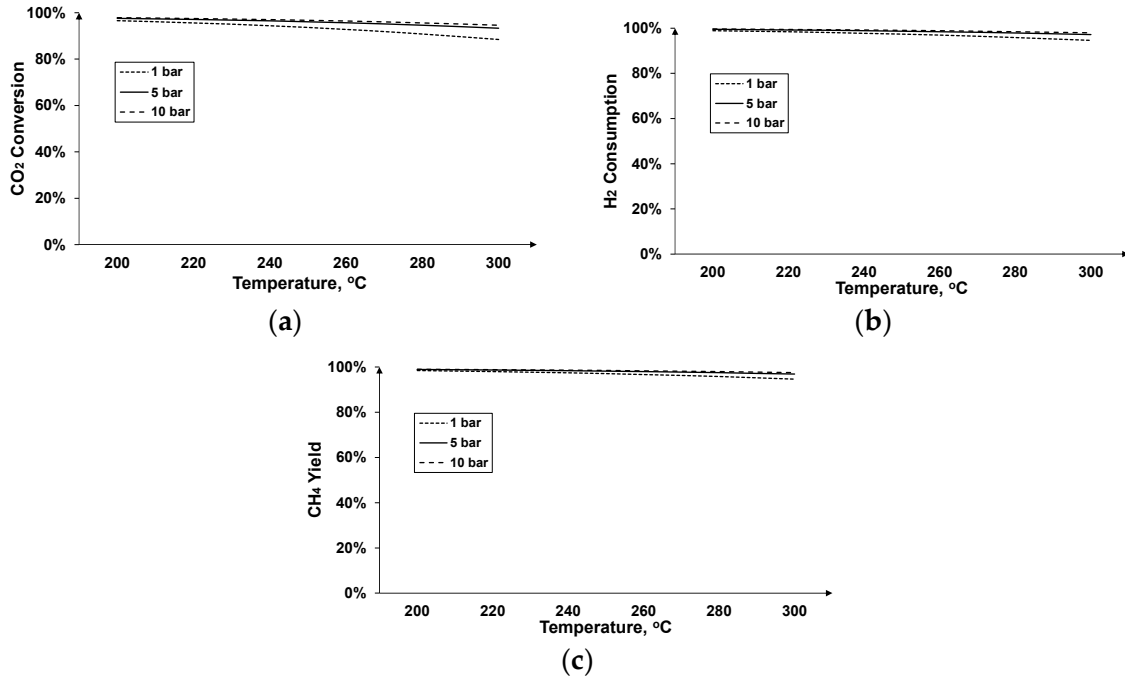 100%
80%
60%
40%
20%
0%
CO2 Conversion
1 bar
5 bar
10 bar
200 220 240 260 280 300
Temperature, oC
(a)
100%
80%
60%
40%
20%
0%
H2 Consumption
1 bar
5 bar
10 bar
200 220 240 260 280 300
Temperature, oC
(b)
100%
80%
60%
40%
20%
0%
CH4 Yield
1 bar
5 bar
10 bar
200 220 240 260 280 300
Temperature, oC
(c)